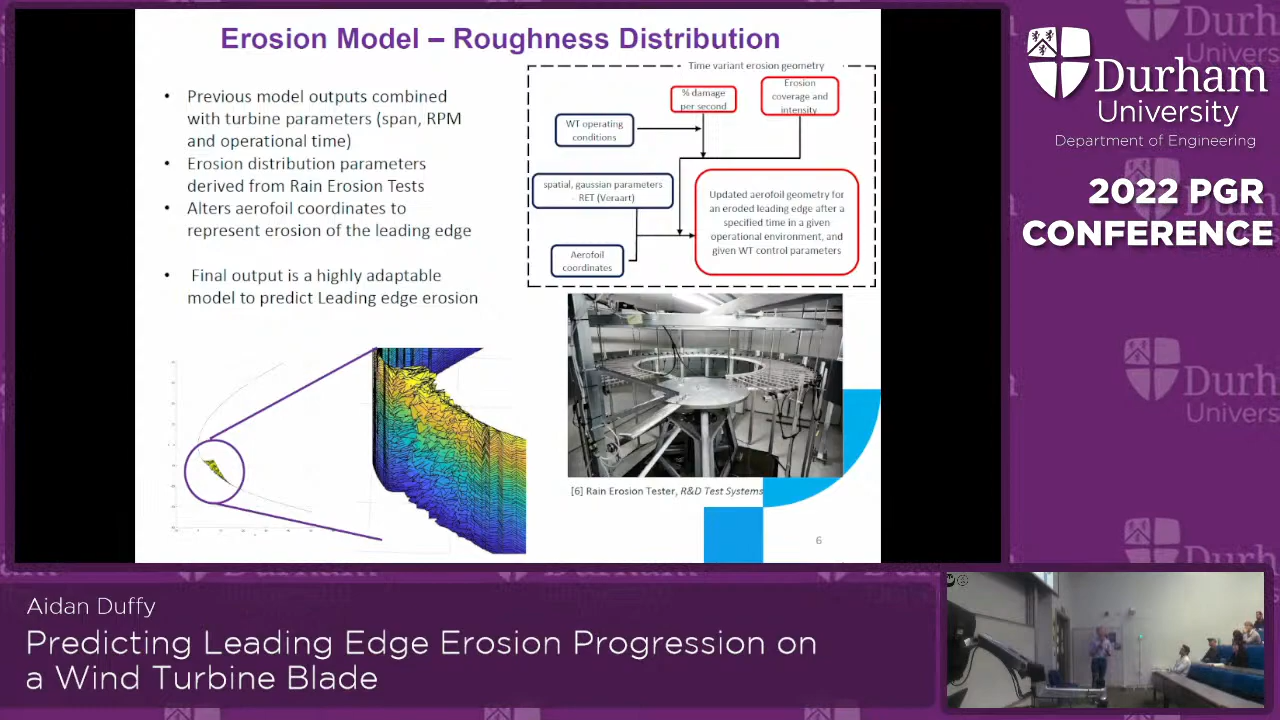 Erosion Model – Roughness Distribution
• Previous model outputs combined
with turbine parameters (span, RPM
and operational time)
• Erosion distribution parameters
derived from Rain Erosion Tests
• Alters aerofoil coordinates to
represent erosion of the leading edge
• Final output is a highly adaptable
model to predict Leading edge erosion
Time variant erosion geometry
% damage
per second
Erosion
coverage and
intensity
WT operating
conditions
spatial, gaussian parameters
– RET (Veraart)
Aerofoil
coordinates
Updated aerofoil geometry for
an eroded leading edge after a
specified time in a given
operational environment, and
given WT control parameters
[6] Rain Erosion Tester, R&D Test Systems
6
Durham
University
Department of Engineering
2022 PGR
CONFERENCE
Aidan Duffy
Predicting Leading Edge Erosion Progression on
a Wind Turbine Blade